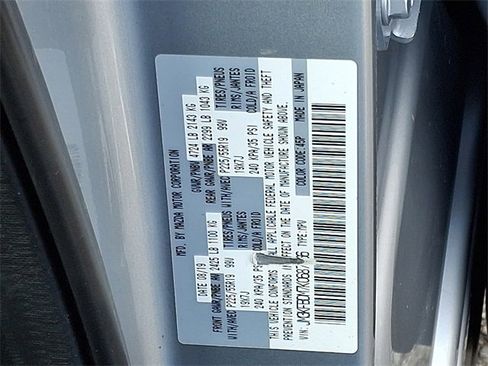 MFD. BY MAZDA MOTOR CORPORATION
DATE 08/19 GVWR/PNBV 4724 LB 2143 KG
FRONT GAWR/PNBE AV 2425 LB 1100 KG REAR GAWR/PNBE AR 2299 LB 1043 KG
WITH/AVEC P225/55R19 99V TIRES/PNEUS WITH/AVEC P225/55R19 99V TIRES/PNEUS
19X7J RIMS/JANTES 19X7J RIMS/JANTES
240 KPA/35 PSI COLD/A FROID 240 KPA/35 PSI COLD/A FROID
THIS VEHICLE CONFORMS TO ALL APPLICABLE FEDERAL MOTOR VEHICLE SAFETY AND THEFT
PREVENTION STANDARDS IN EFFECT ON THE DATE OF MANUFACTURE SHOWN ABOVE.
VIN: TYPE: MPV COLOR CODE: 45P MADE IN JAPAN